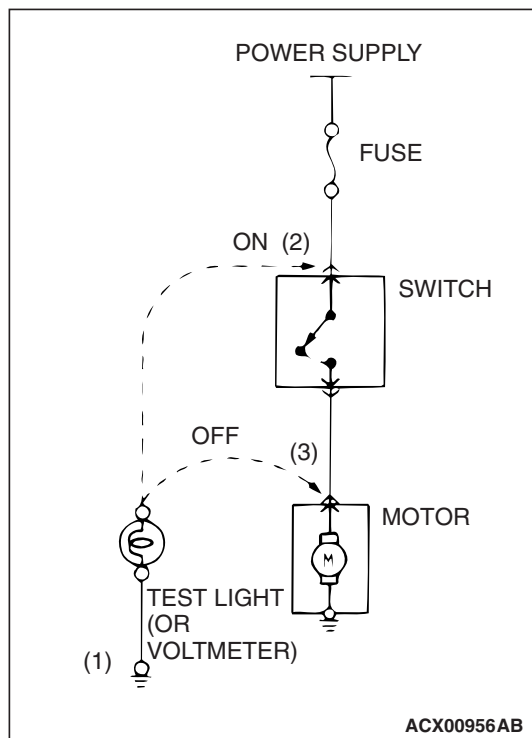 POWER SUPPLY
FUSE
ON (2)
SWITCH
OFF
(3)
MOTOR
M
TEST LIGHT
(OR
VOLTMETER)
(1)
ACX00956AB